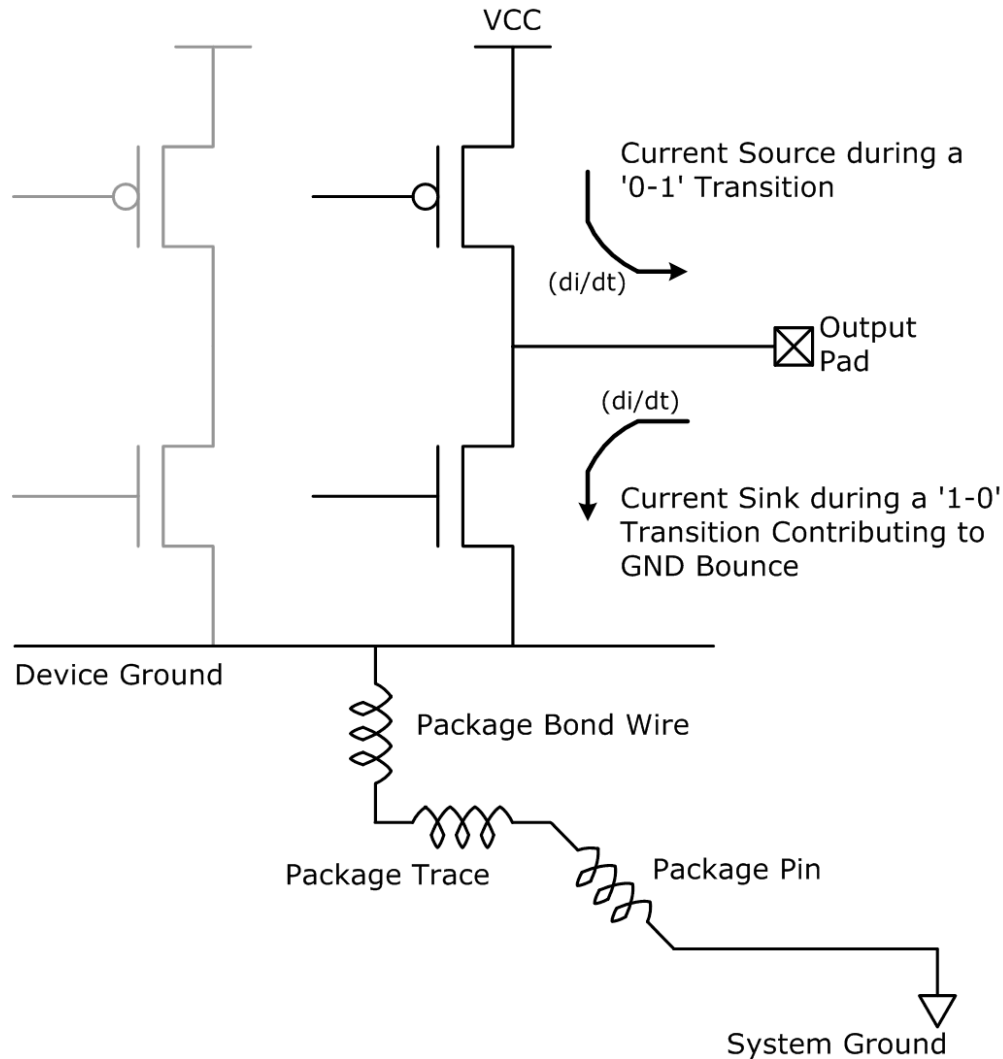 VCC
Current Source during a
'0-1' Transition
(di/dt)
Output
Pad
(di/dt)
Current Sink during a '1-0'
Transition Contributing to
GND Bounce
Device Ground
Package Bond Wire
Package Trace
Package Pin
System Ground